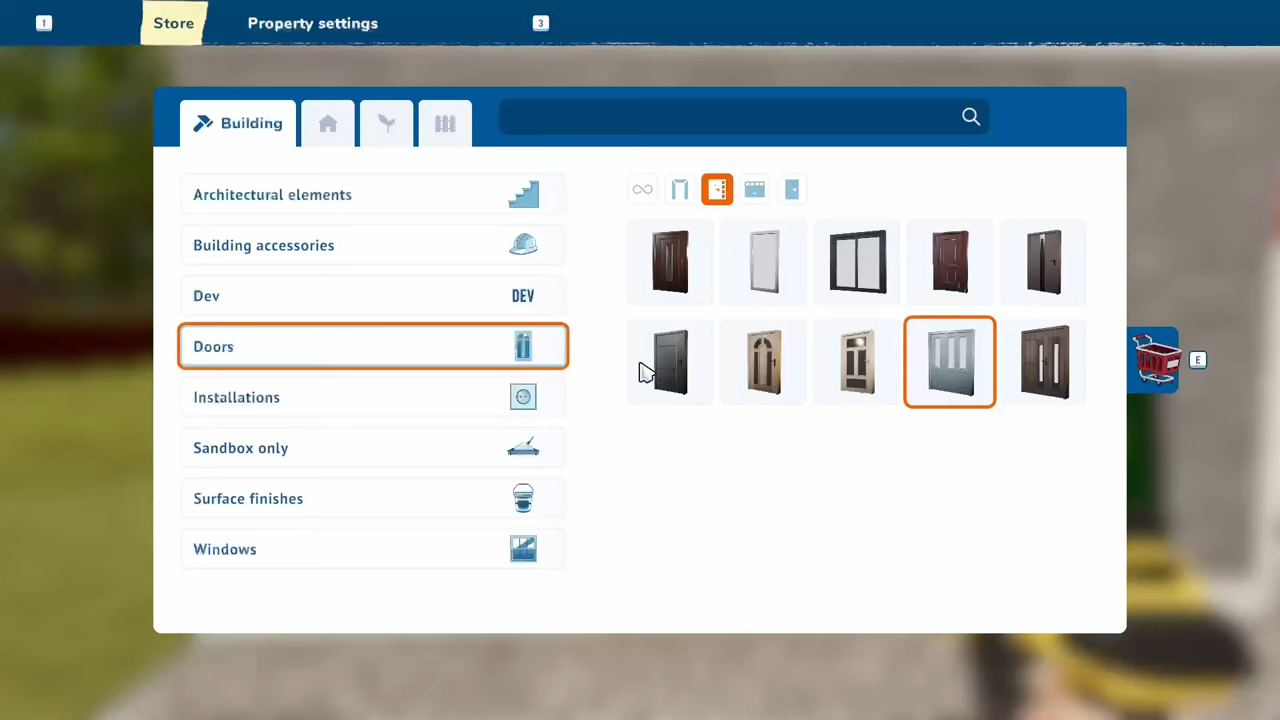 1
Store
Property settings
3
Building
Architectural elements
Building accessories
Dev
DEV
Doors
Installations
Sandbox only
Surface finishes
Windows
E